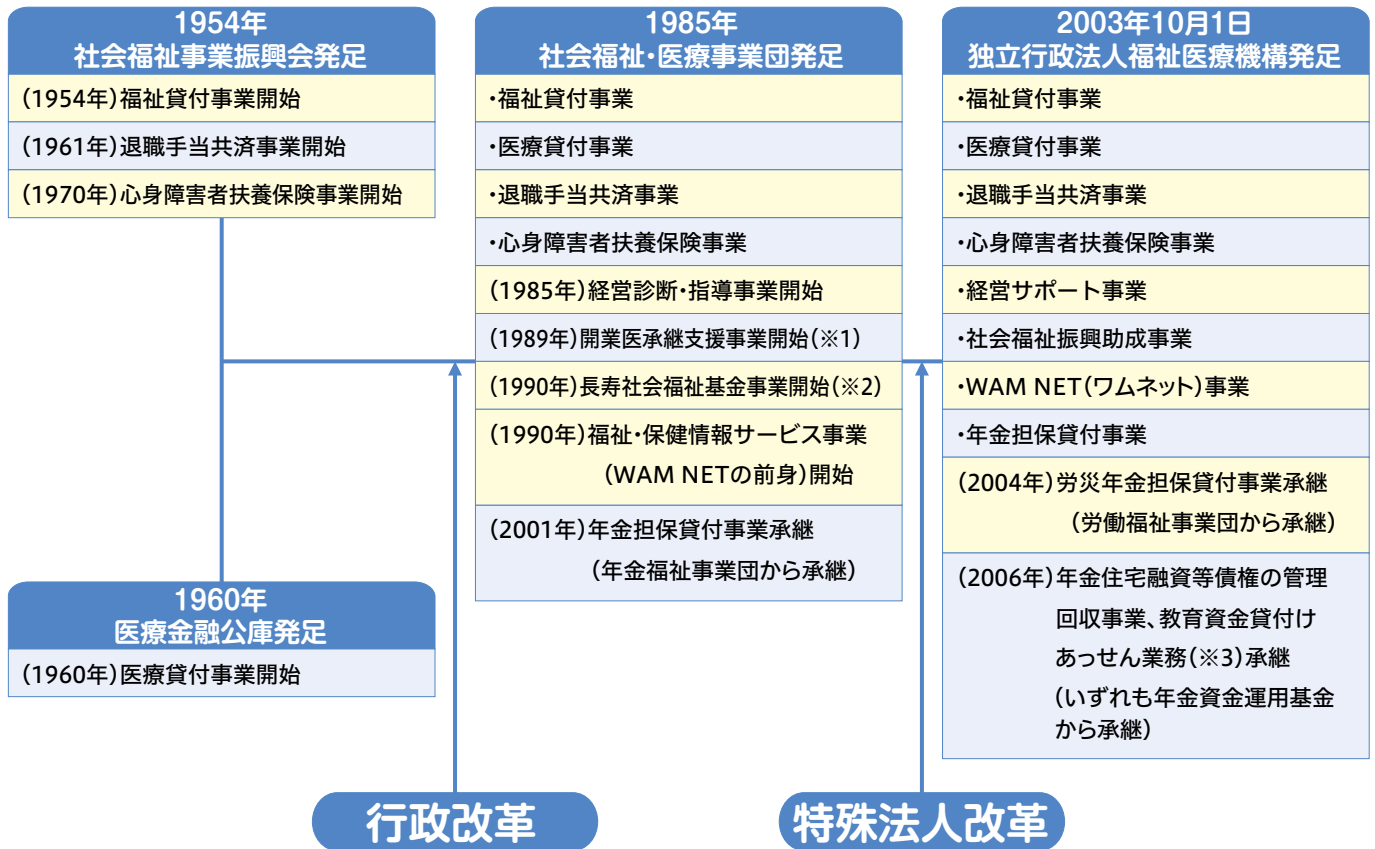 1954年
社会福祉事業振興会発足
(1954年)福祉貸付事業開始
(1961年)退職手当共済事業開始
(1970年)心身障害者扶養保険事業開始
1960年
医療金融公庫発足
(1960年)医療貸付事業開始
1985年
社会福祉・医療事業団発足
・福祉貸付事業
・医療貸付事業
・退職手当共済事業
・心身障害者扶養保険事業
(1985年)経営診断・指導事業開始
(1989年)開業医承継支援事業開始(※1)
(1990年)長寿社会福祉基金事業開始(※2)
(1990年)福祉・保健情報サービス事業
(WAM NETの前身)開始
(2001年)年金担保貸付事業承継
(年金福祉事業団から承継)
2003年10月1日
独立行政法人福祉医療機構発足
・福祉貸付事業
・医療貸付事業
・退職手当共済事業
・心身障害者扶養保険事業
・経営サポート事業
・社会福祉振興助成事業
・WAM NET(ワムネット)事業
・年金担保貸付事業
(2004年)労災年金担保貸付事業承継
(労働福祉事業団から承継)
(2006年)年金住宅融資等債権の管理
回収事業、教育資金貸付け
あっせん業務(※3)承継
(いずれも年金資金運用基金
から承継)
行政改革
特殊法人改革